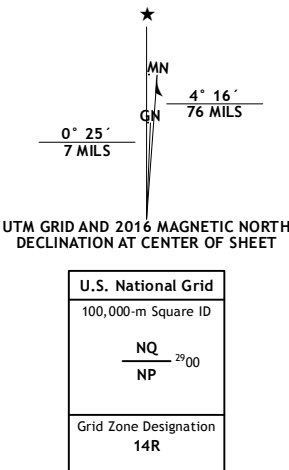 ★
MN
4° 16´
76 MILS
GN
0° 25´
7 MILS
UTM GRID AND 2016 MAGNETIC NORTH
DECLINATION AT CENTER OF SHEET
U.S. National Grid
100,000-m Square ID
NQ
²⁹00
NP
Grid Zone Designation
14R